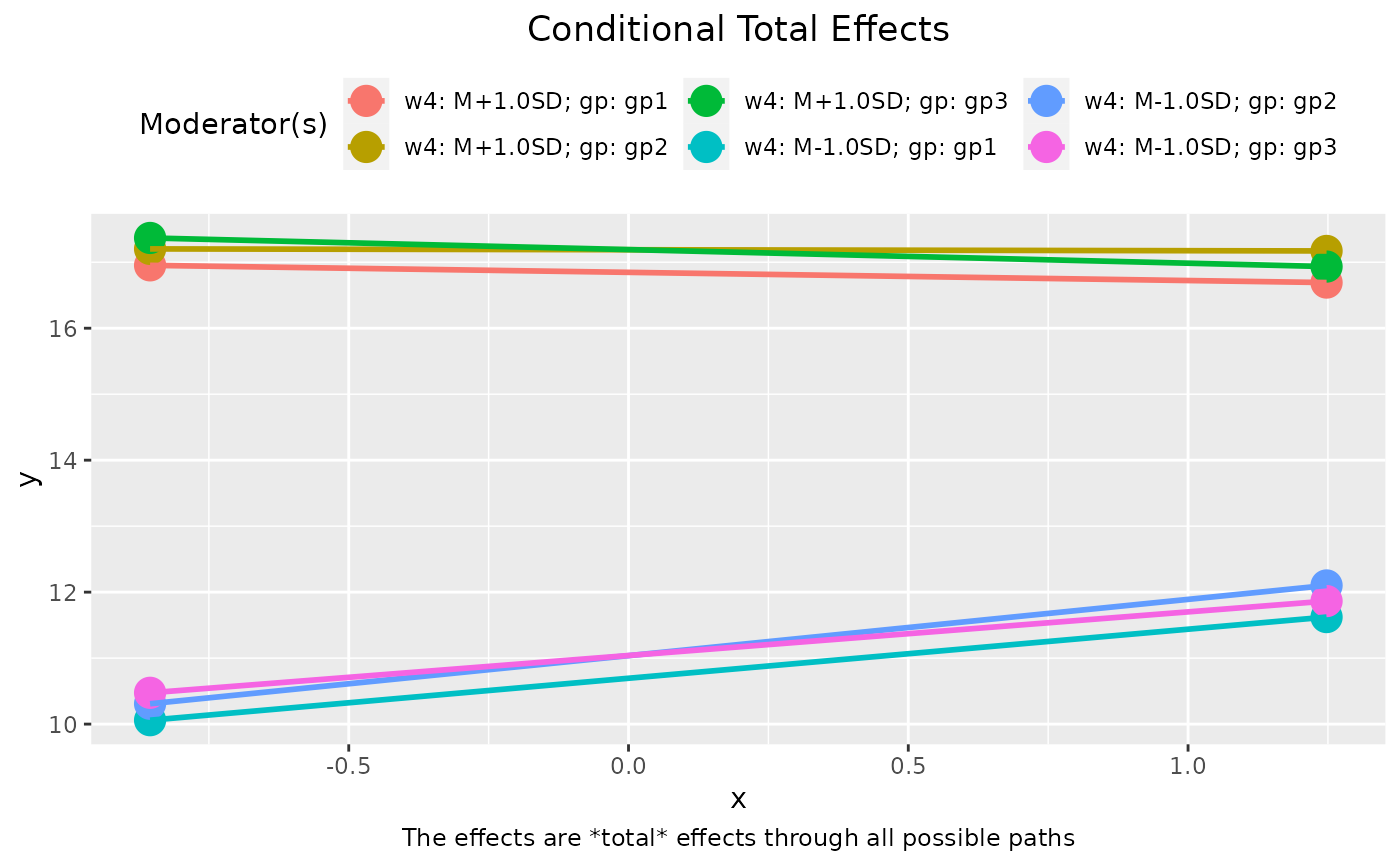 Conditional Total Effects
Moderator(s)
w4: M+1.0SD; gp: gp1
w4: M+1.0SD; gp: gp3
w4: M-1.0SD; gp: gp2
w4: M+1.0SD; gp: gp2
w4: M-1.0SD; gp: gp1
w4: M-1.0SD; gp: gp3
16
14
12
10
y
-0.5
0.0
0.5
1.0
x
The effects are *total* effects through all possible paths